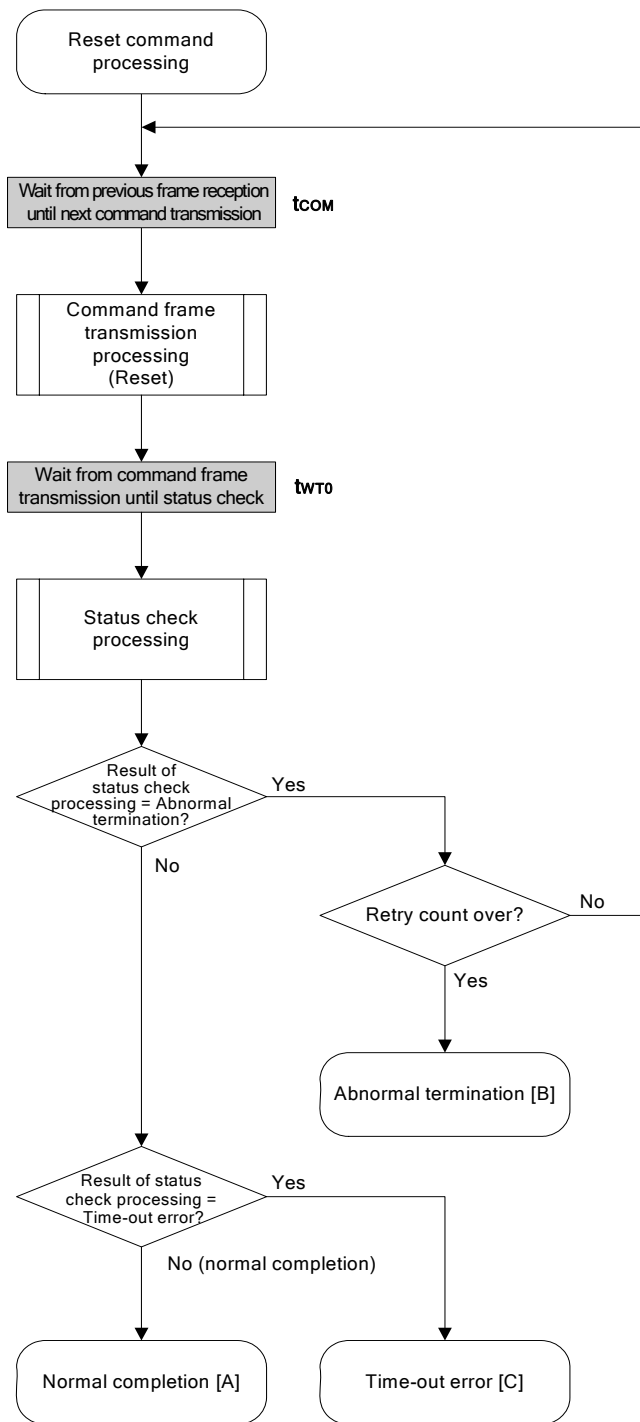 Reset command
processing
Wait from previous frame reception
until next command transmission
tCOM
Command frame
transmission
processing
(Reset)
Wait from command frame
transmission until status check
tWT0
Status check
processing
Result of
status check
processing = Abnormal
termination?
Yes
No
Retry count over?
No
Yes
Abnormal termination [B]
Result of status
check processing =
Time-out error?
Yes
No (normal completion)
Normal completion [A]
Time-out error [C]